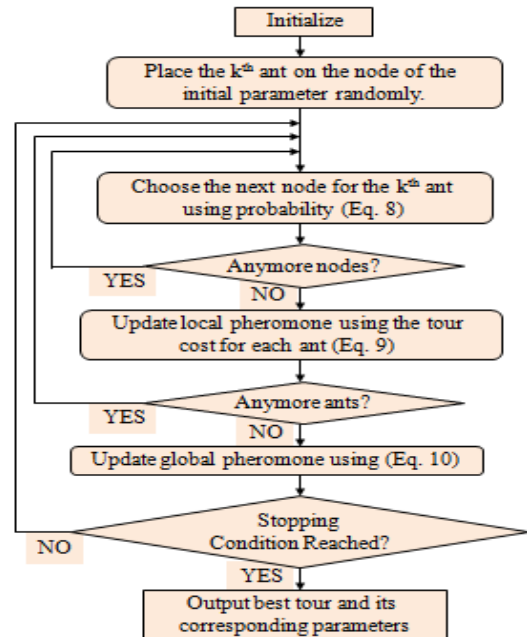 Initialize
Place the kth ant on the node of the
initial parameter randomly.
Choose the next node for the kth ant
using probability (Eq. 8)
Anymore nodes?
YES
NO
Update local pheromone using the tour
cost for each ant (Eq. 9)
Anymore ants?
YES
NO
Update global pheromone using (Eq. 10)
Stopping
Condition Reached?
NO
YES
Output best tour and its
corresponding parameters